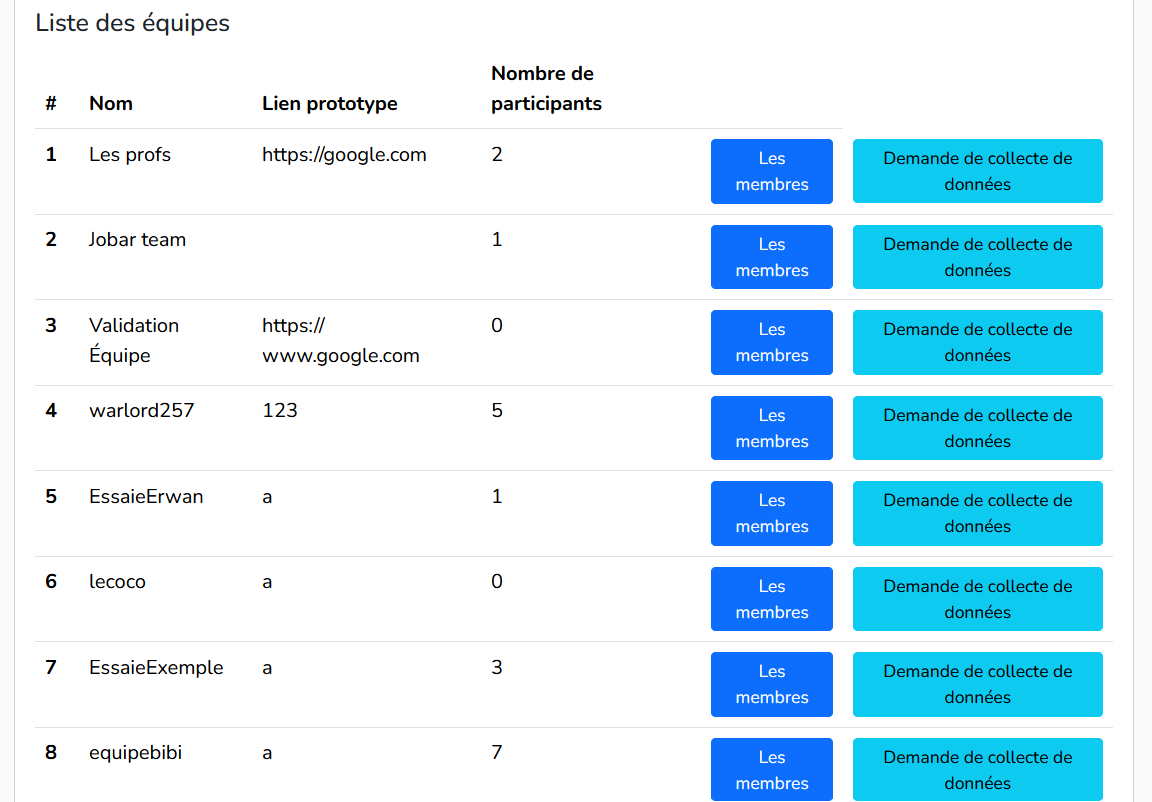 Liste des équipes
Nombre de
# Nom Lien prototype participants
1 Les profs https://google.com 2 Les Demande de collecte de
membres données
2 Jobar team 1 Les Demande de collecte de
membres données
3 Validation https:// 0 Les Demande de collecte de
Équipe www.google.com membres données
4 warlord257 123 5 Les Demande de collecte de
membres données
5 EssaieErwan a 1 Les Demande de collecte de
membres données
6 lecoco a 0 Les Demande de collecte de
membres données
7 EssaieExemple a 3 Les Demande de collecte de
membres données
8 equipebibi a 7 Les Demande de collecte de
membres données